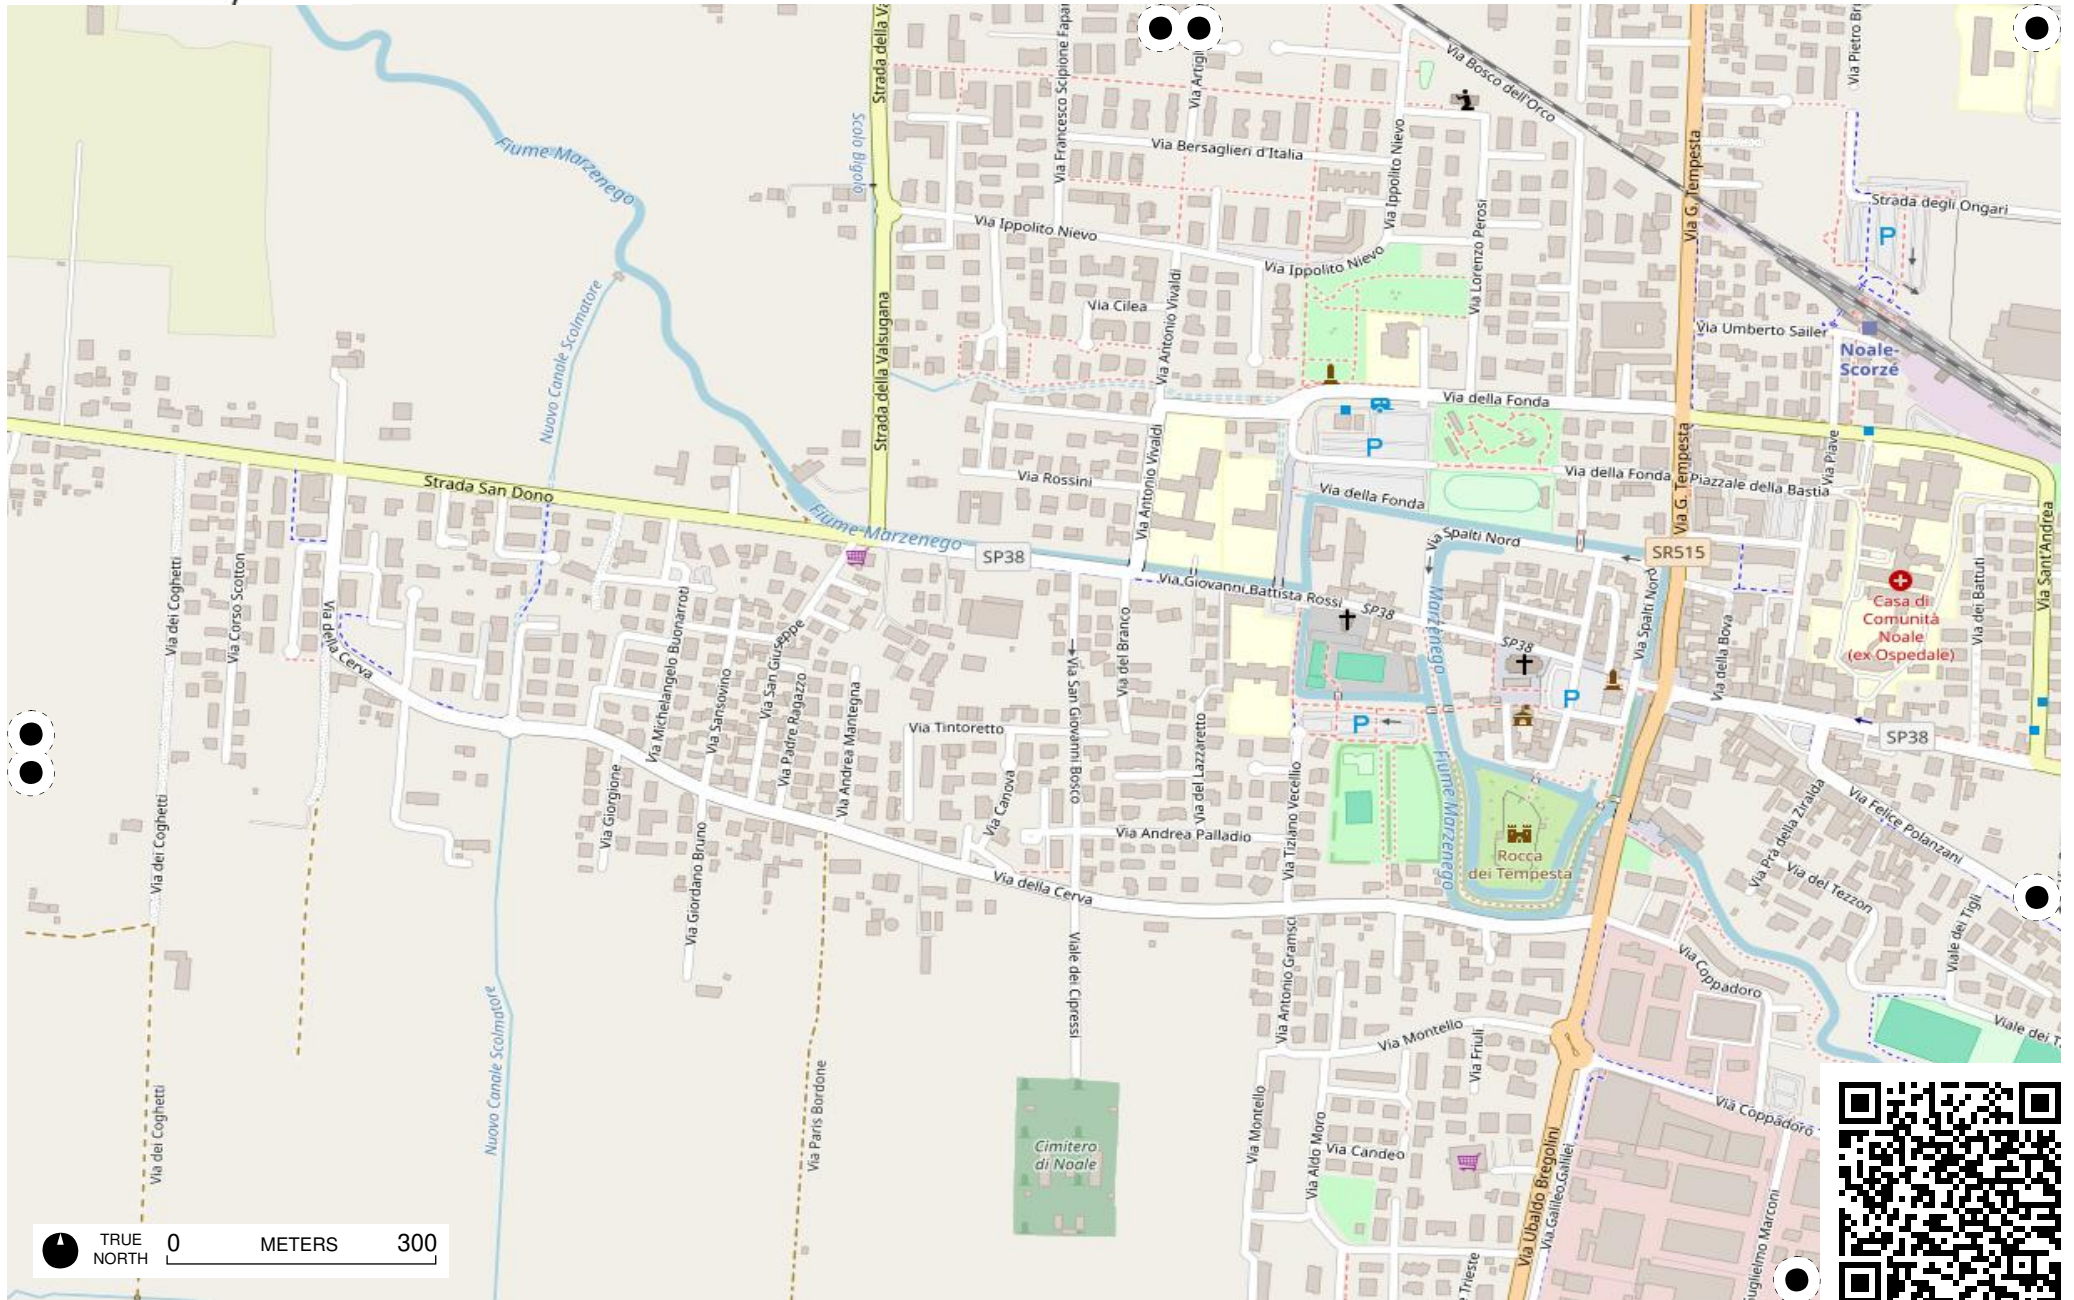 Strada della Va
Via Francesco Scipione Fapan
Via Artigl
Via Bosco dell'Orco
Via Pietro Bri
Scolo Bigolo
Fiume Marzenego
Via Bersaglieri d'Italia
Via Ippolito Nievo
Via G. Tempesta
Strada degli Ongari
P
Via Ippolito Nievo
Via Ippolito Nievo
Via Lorenzo Perosi
Nuovo Canale Scolmatore
Strada della Valsugana
Via Cilea
Via Antonio Vivaldi
Via Umberto Sailer
Noale-
Scorzé
Via della Fonda
P
Via Antonio Vivaldi
Via Rossini
Via della Fonda
Via della Fonda
Via G. Tempesta
Piazzale della Bastia
Via Piave
Strada San Dono
Fiume Marzenego
SP38
Via Spalti Nord
SR515
Via Sant'Andrea
Via dei Coghetti
Via Corso Scotton
Via della Cerva
Via Michelangelo Buonarroti
Via San Giuseppe
Via Giovanni Battista Rossi
SP38
Marzenego
SP38
Via Spalti Nord
Via della Bova
Casa di
Comunità
Noale
(ex Ospedale)
Via dei Battuti
Via Sansovino
Via Padre Ragazzo
Via Andrea Mantegna
Via San Giovanni Bosco
Via del Branco
Via del Lazzaretto
Via Tintoretto
P
P
SP38
Via Giorgione
Via Canova
Via Andrea Palladio
Via Tiziano Vecellio
Fiume Marzenego
Rocca
dei Tempesta
Via Prà della Ziralda
Via Felice Polanzani
Via del Tezzon
Via dei Coghetti
Via Giordano Bruno
Via della Cerva
Viale dei Cipressi
Via Antonio Gramsci
Via Coppadoro
Viale dei Tigli
Viale dei T
Nuovo Canale Scolmatore
Via Montello
Via Friuli
Via dei Coghetti
Via Paris Bordone
Cimitero
di Noale
Via Montello
Via Aldo Moro
Via Candeo
Via Coppadoro
Via Ubaldo Bregolini
Via Galileo Galilei
uglielmo Marconi
e Trieste
TRUE
NORTH
0 METERS 300